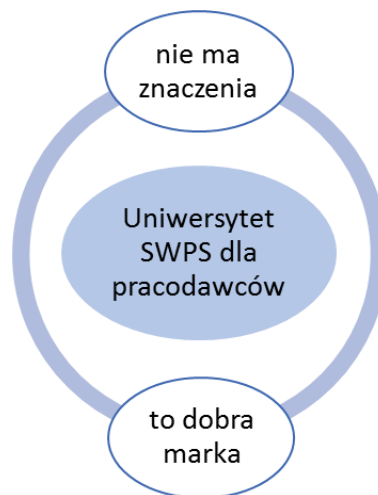 nie ma
znaczenia
Uniwersytet
SWPS dla
pracodawców
to dobra
marka